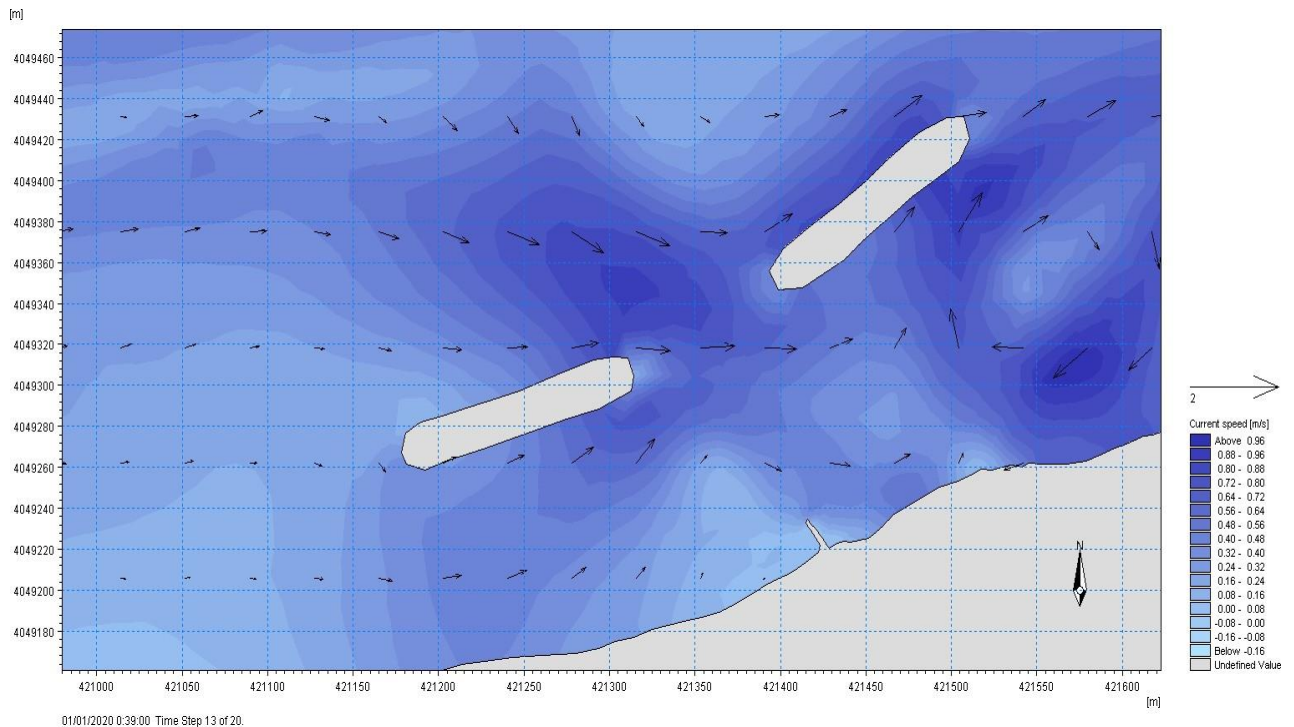 [m]
4049460
4049440
4049420
4049400
4049380
4049360
4049340
4049320
4049300
4049280
4049260
4049240
4049220
4049200
4049180
421000 421050 421100 421150 421200 421250 421300 421350 421400 421450 421500 421550 421600
[m]
N
2
Current speed [m/s]
Above 0.96
0.88 - 0.96
0.80 - 0.88
0.72 - 0.80
0.64 - 0.72
0.56 - 0.64
0.48 - 0.56
0.40 - 0.48
0.32 - 0.40
0.24 - 0.32
0.16 - 0.24
0.08 - 0.16
0.00 - 0.08
-0.08 - 0.00
-0.16 - -0.08
Below -0.16
Undefined Value
01/01/2020 0:39:00 Time Step 13 of 20.